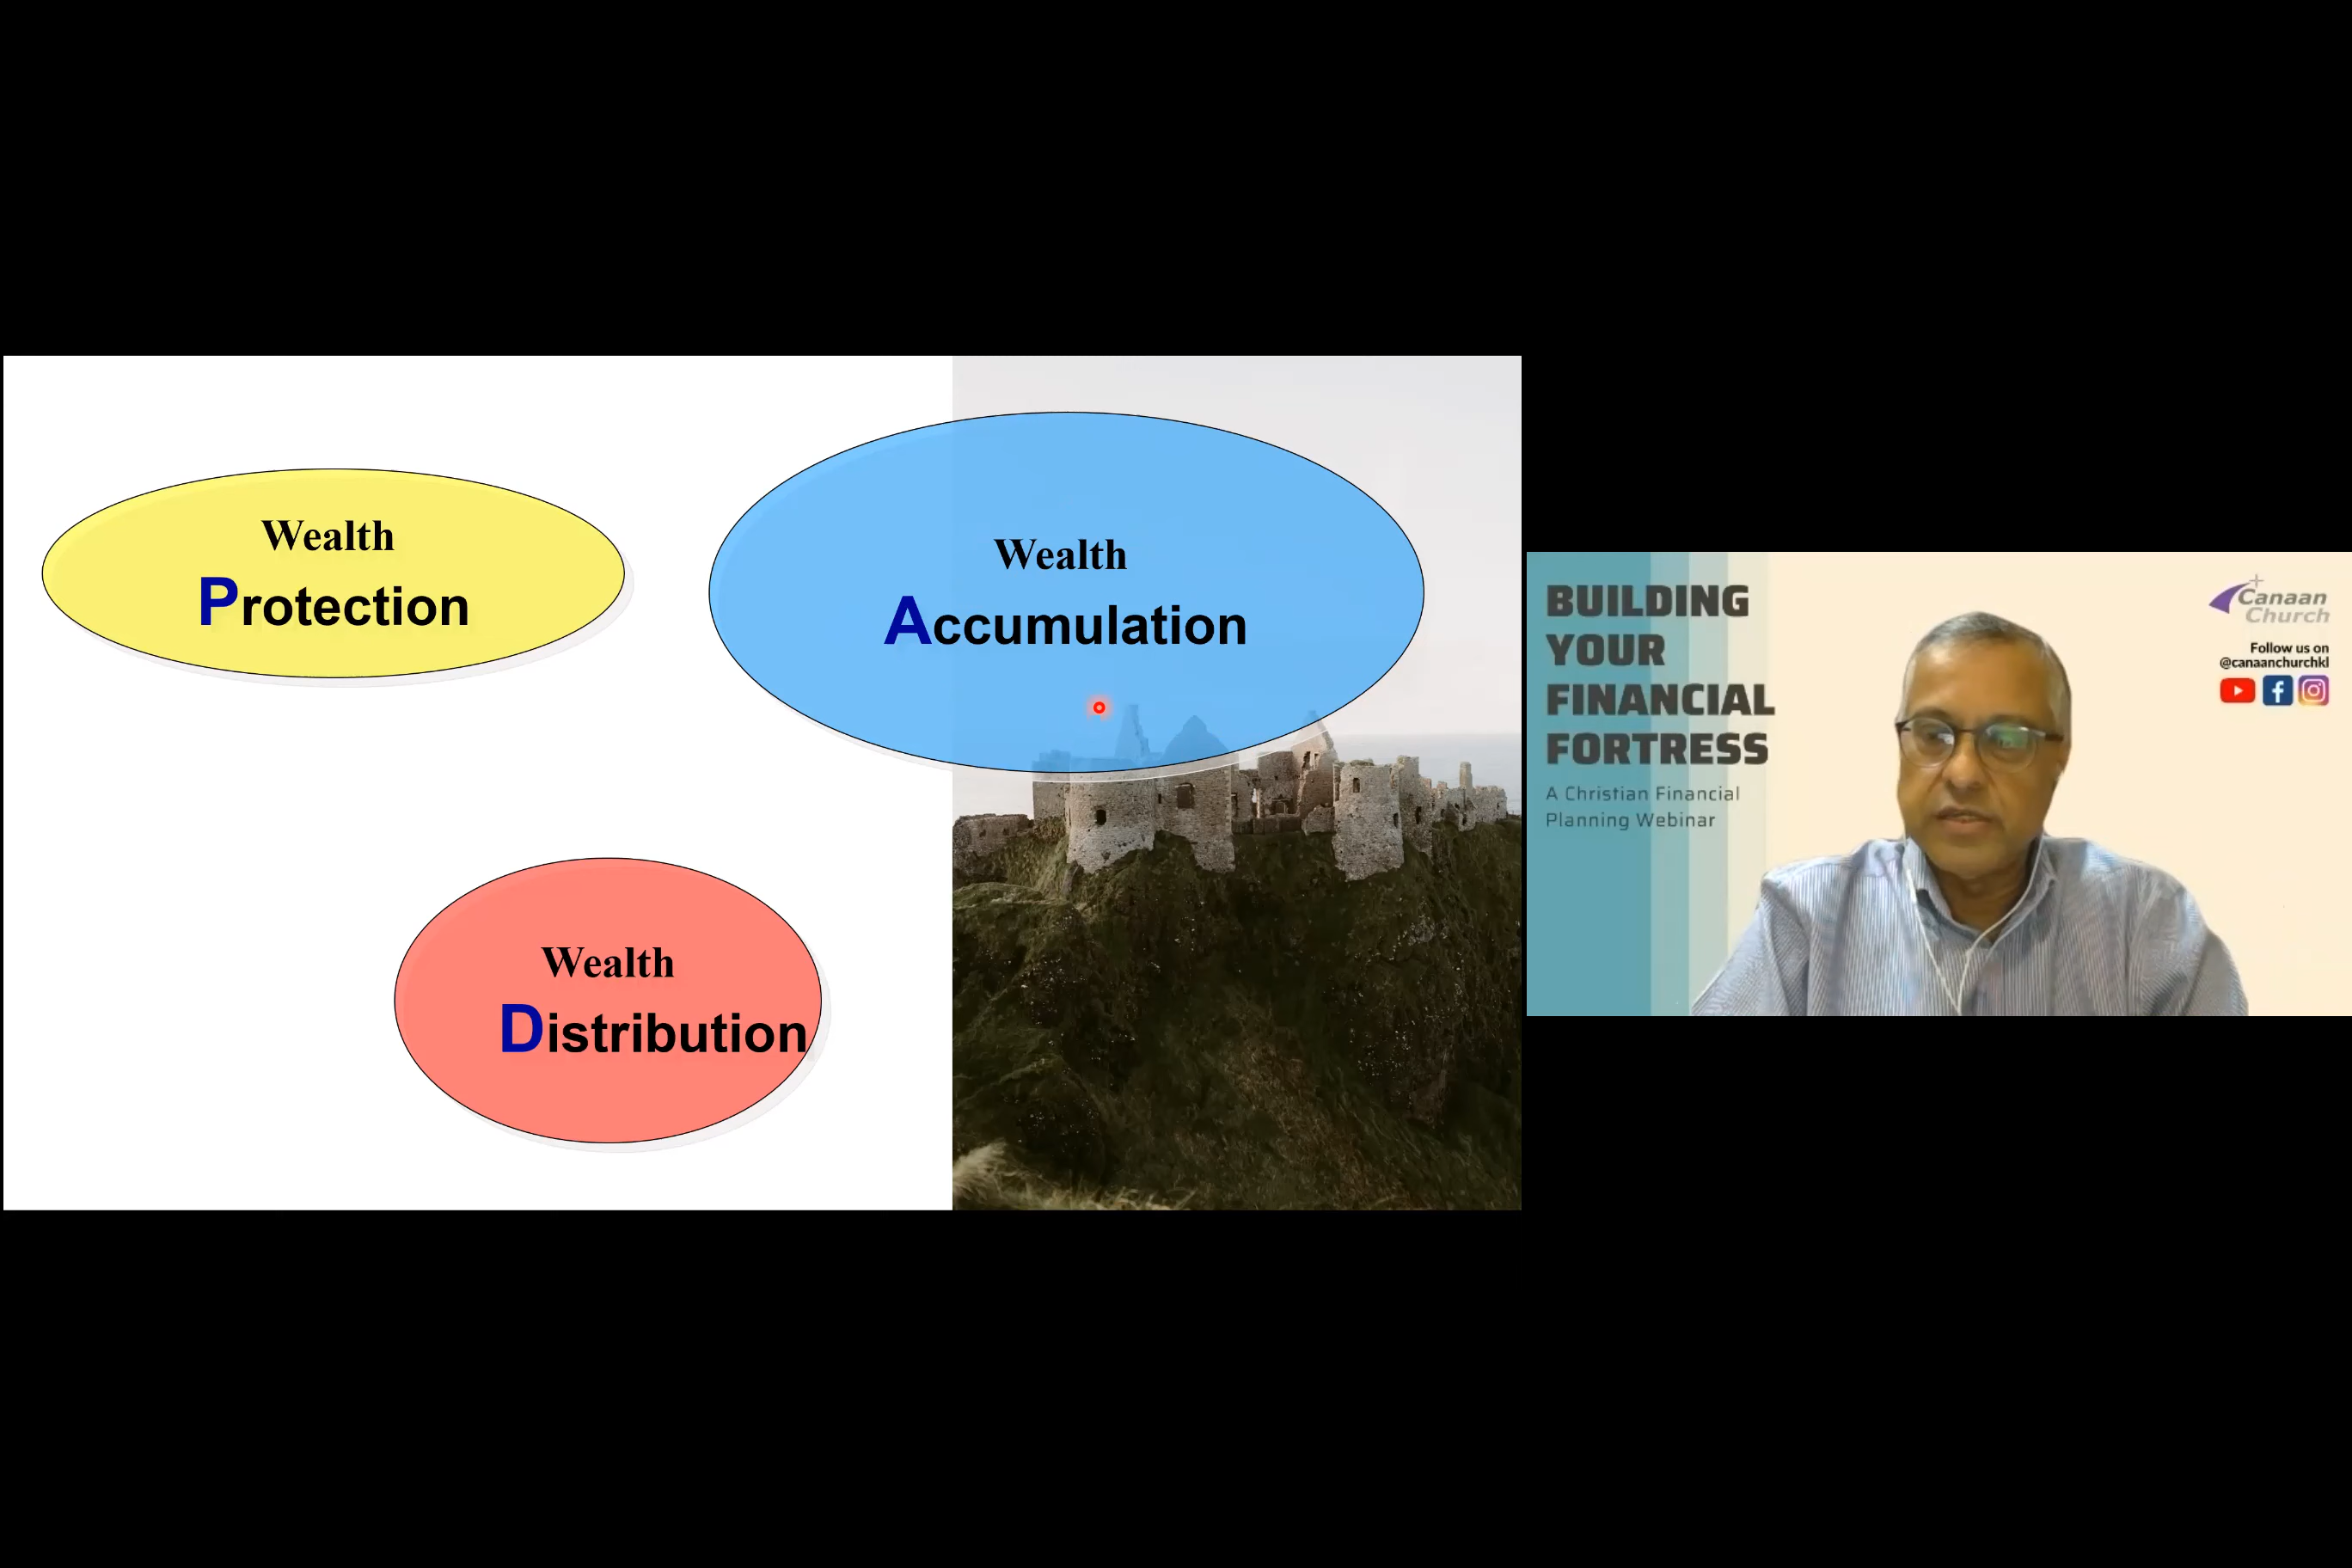 Wealth
Protection
Wealth
Accumulation
Wealth
Distribution
BUILDING
YOUR
FINANCIAL
FORTRESS
A Christian Financial
Planning Webinar
Canaan
Church
Follow us on
@canaanchurchkl